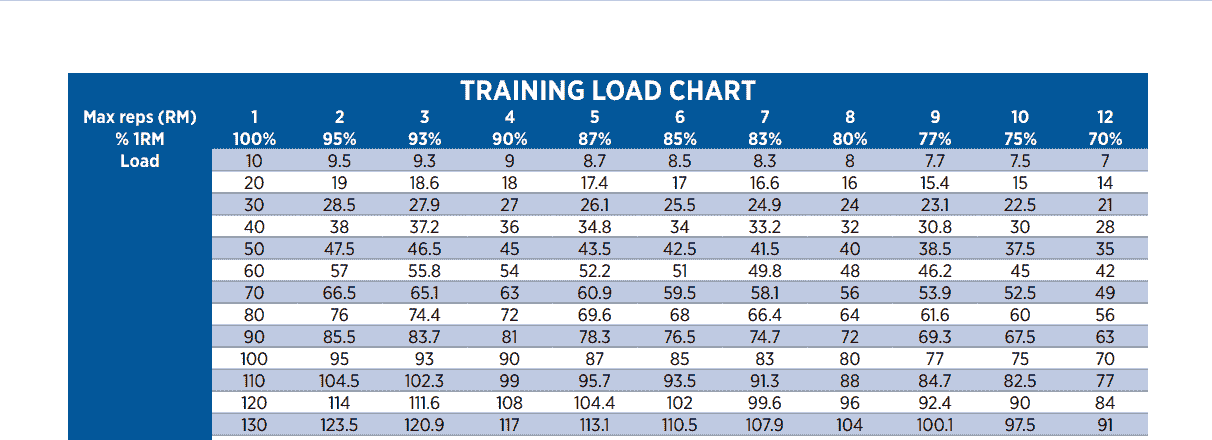 TRAINING LOAD CHART
Max reps (RM) 1 2 3 4 5 6 7 8 9 10 12
% 1RM 100% 95% 93% 90% 87% 85% 83% 80% 77% 75% 70%
Load 10 9.5 9.3 9 8.7 8.5 8.3 8 7.7 7.5 7
20 19 18.6 18 17.4 17 16.6 16 15.4 15 14
30 28.5 27.9 27 26.1 25.5 24.9 24 23.1 22.5 21
40 38 37.2 36 34.8 34 33.2 32 30.8 30 28
50 47.5 46.5 45 43.5 42.5 41.5 40 38.5 37.5 35
60 57 55.8 54 52.2 51 49.8 48 46.2 45 42
70 66.5 65.1 63 60.9 59.5 58.1 56 53.9 52.5 49
80 76 74.4 72 69.6 68 66.4 64 61.6 60 56
90 85.5 83.7 81 78.3 76.5 74.7 72 69.3 67.5 63
100 95 93 90 87 85 83 80 77 75 70
110 104.5 102.3 99 95.7 93.5 91.3 88 84.7 82.5 77
120 114 111.6 108 104.4 102 99.6 96 92.4 90 84
130 123.5 120.9 117 113.1 110.5 107.9 104 100.1 97.5 91